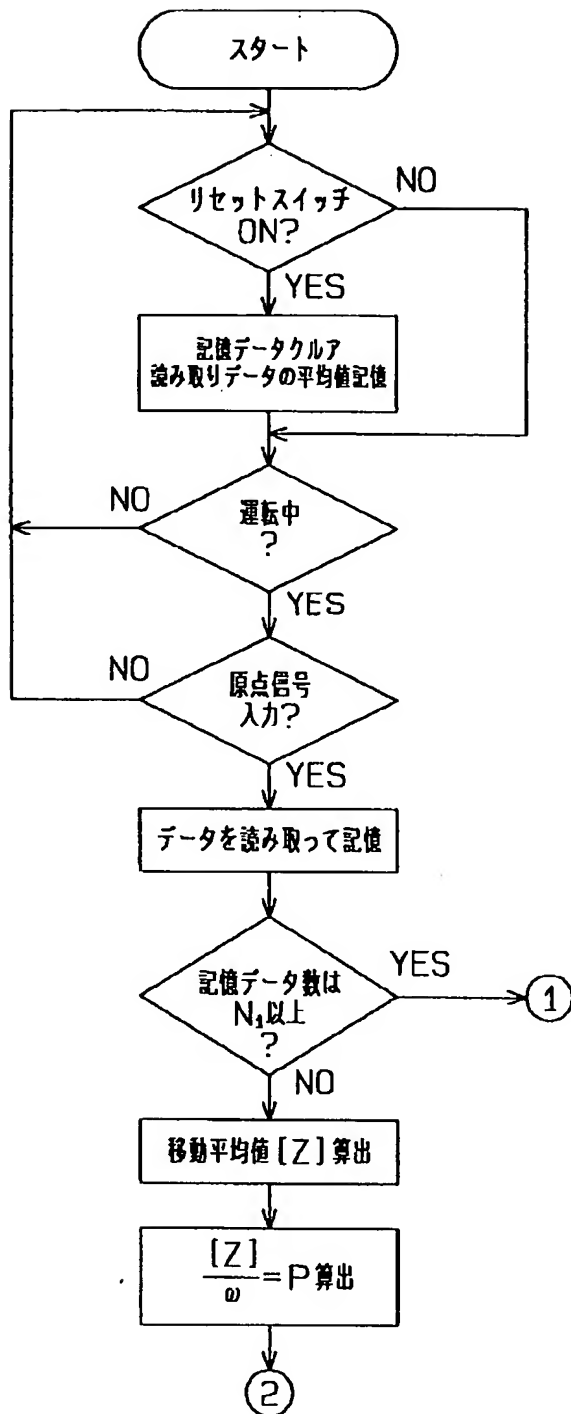 スタート
リセットスイッチ
ON?
NO
YES
記憶データクルア
読み取りデータの平均値記憶
運転中
?
NO
YES
原点信号
入力?
NO
YES
データを読み取って記憶
記憶データ数は
N₁以上
?
YES
1
NO
移動平均値[Z]算出
[Z]
ω
=P算出
2